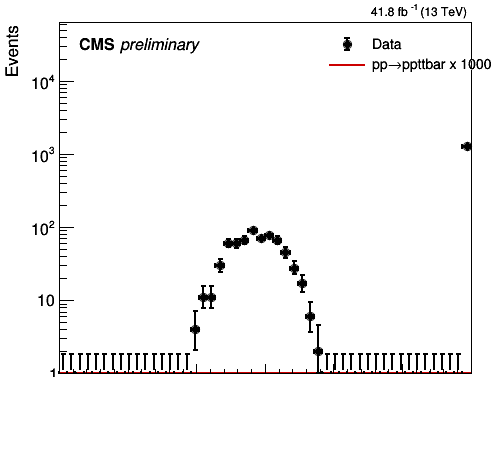 41.8 fb⁻¹ (13 TeV)
Events
CMS preliminary
Data
pp→ppttbar x 1000
10⁴
10³
10²
10
1